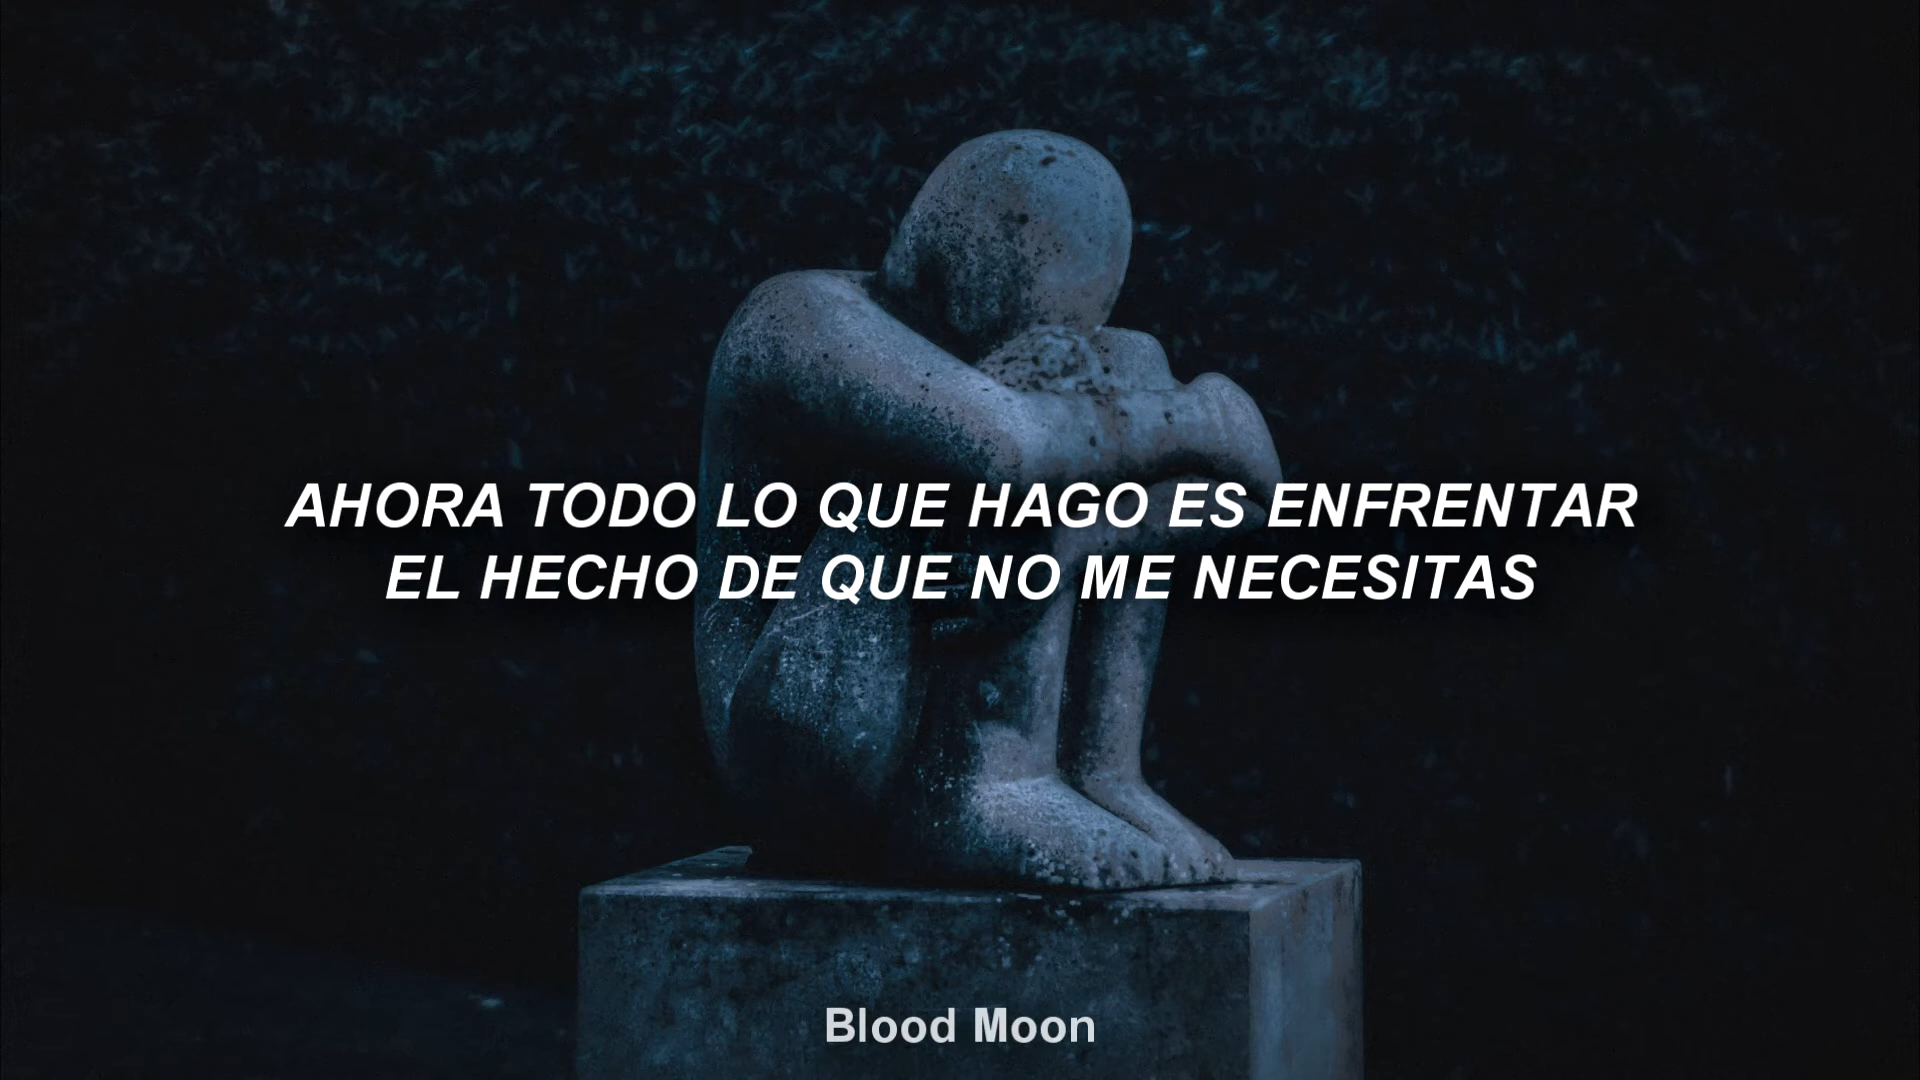 AHORA TODO LO QUE HAGO ES ENFRENTAR
EL HECHO DE QUE NO ME NECESITAS
Blood Moon